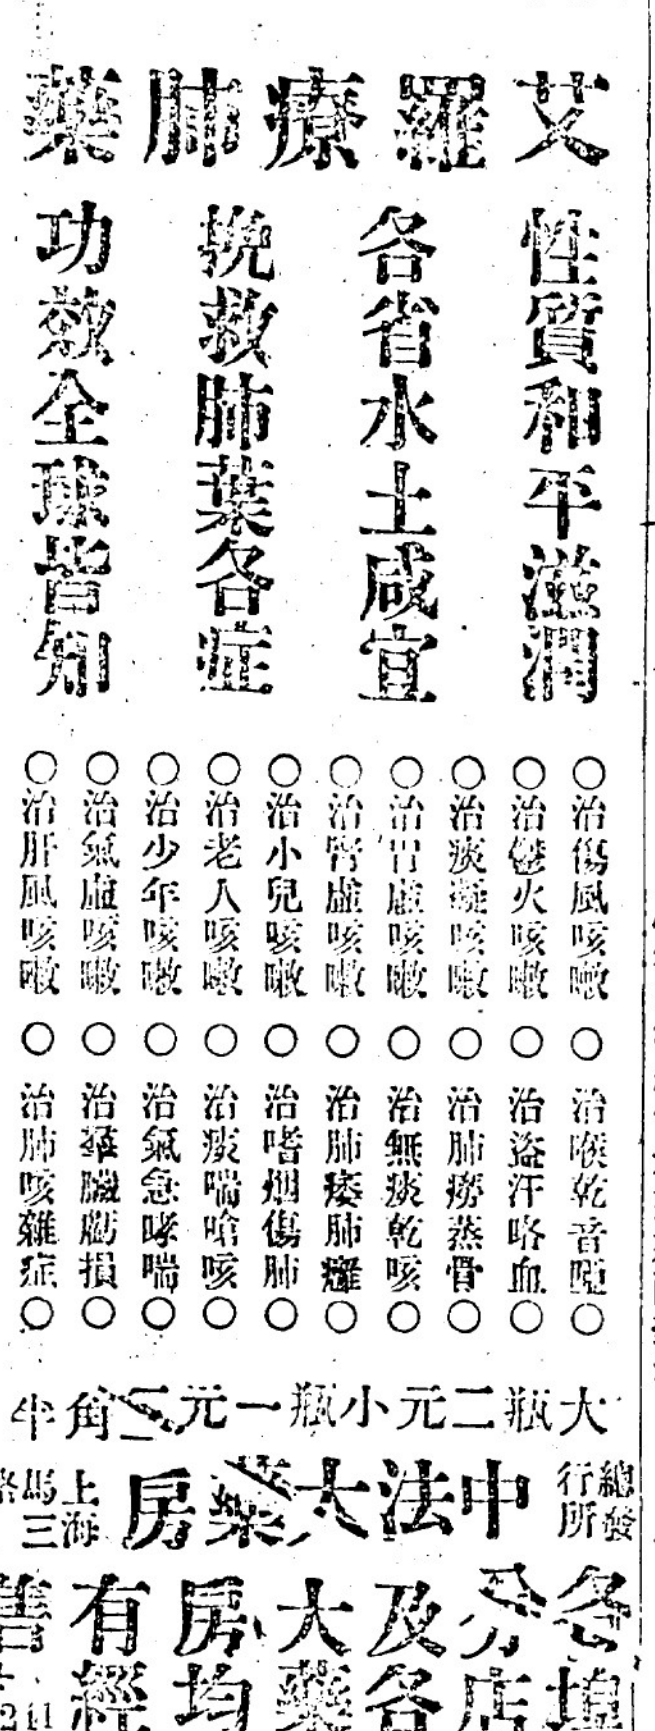 艾羅療肺藥
性質和平滋潤
各省水土咸宜
挽救肺葉各症
功效全球皆知
○治傷風咳嗽○治喉乾音啞○
○治鬱火咳嗽○治盜汗咯血○
○治痰凝咳嗽○治肺癆蒸骨○
○治胃虛咳嗽○治無痰乾咳○
○治腎虛咳嗽○治肺痿肺癰○
○治小兒咳嗽○治嗜烟傷肺○
○治老人咳嗽○治痰喘嗆咳○
○治少年咳嗽○治氣急哮喘○
○治氣虛咳嗽○治臟虧損○
○治肝風咳嗽○治肺咳雜症○
大瓶二元小瓶一元二角半
總發行所
中法大藥房
上海
馬三
各埠
分店
及各
大藥
房均
有經
售